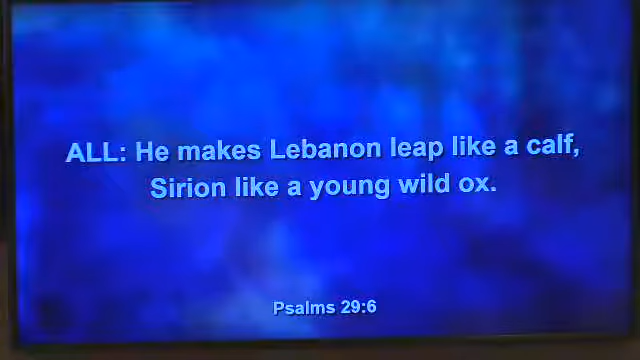 ALL: He makes Lebanon leap like a calf,
Sirion like a young wild ox.
Psalms 29:6